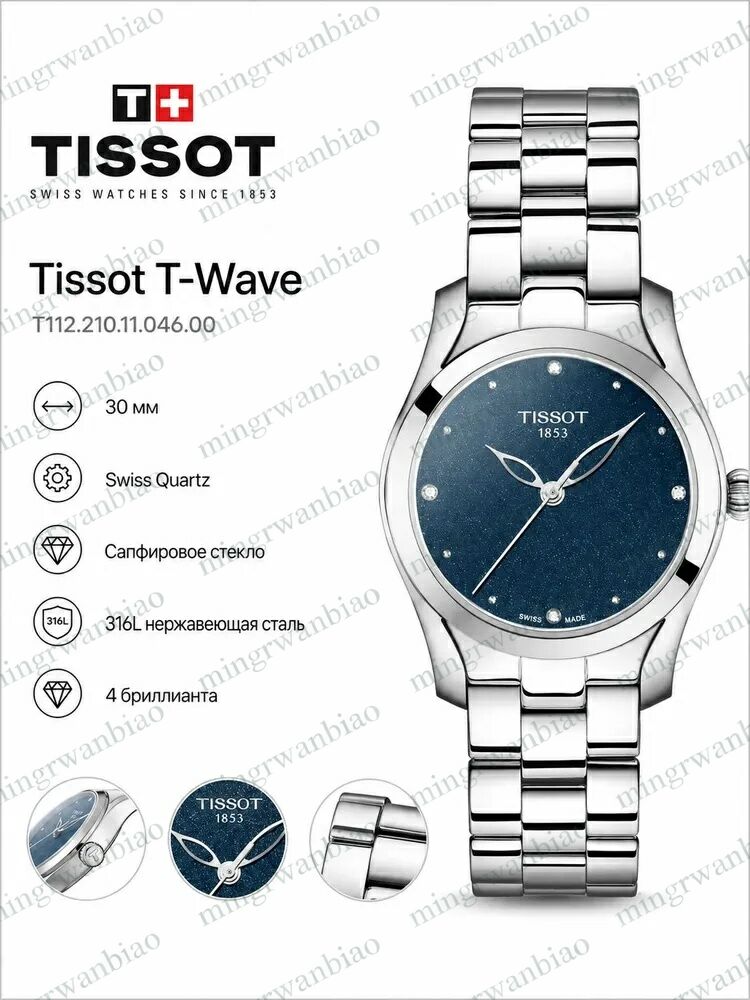 T+
TISSOT
SWISS WATCHES SINCE 1853
Tissot T-Wave
T112.210.11.046.00
30 мм
Swiss Quartz
Сапфировое стекло
316L
316L нержавеющая сталь
4 бриллианта
TISSOT
1853
SWISS MADE
TISSOT
1853
mingrwanbiao